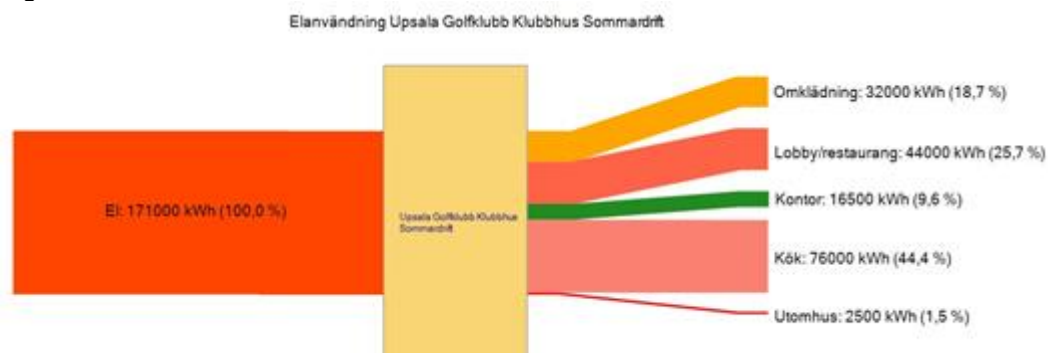 Elanvändning Upsala Golfklubb Klubbhus Sommardrift
Omklädning: 32000 kWh (18,7 %)
Lobby/restaurang: 44000 kWh (25,7 %)
El: 171000 kWh (100,0 %)
Upsala Golfklubb Klubbhus
Sommardrift
Kontor: 16500 kWh (9,6 %)
Kök: 76000 kWh (44,4 %)
Utomhus: 2500 kWh (1,5 %)